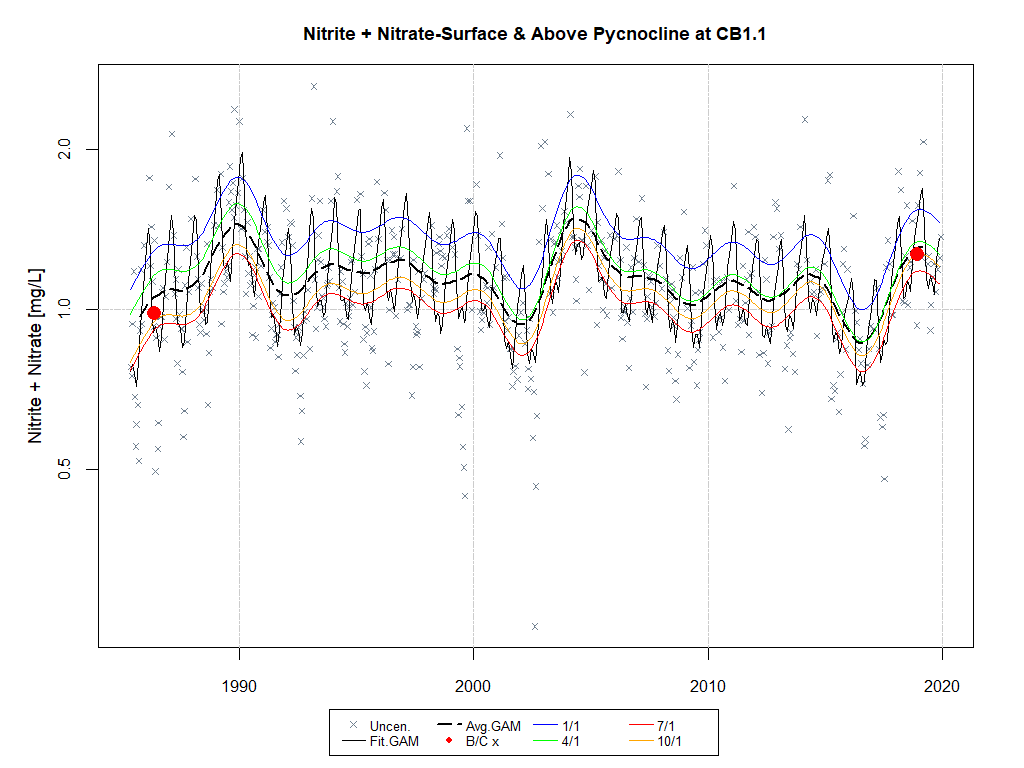 Nitrite + Nitrate-Surface & Above Pycnocline at CB1.1
Nitrite + Nitrate [mg/L]
2.0
1.0
0.5
1990 2000 2010 2020
Uncen. Avg.GAM 1/1 7/1
Fit.GAM B/C x 4/1 10/1